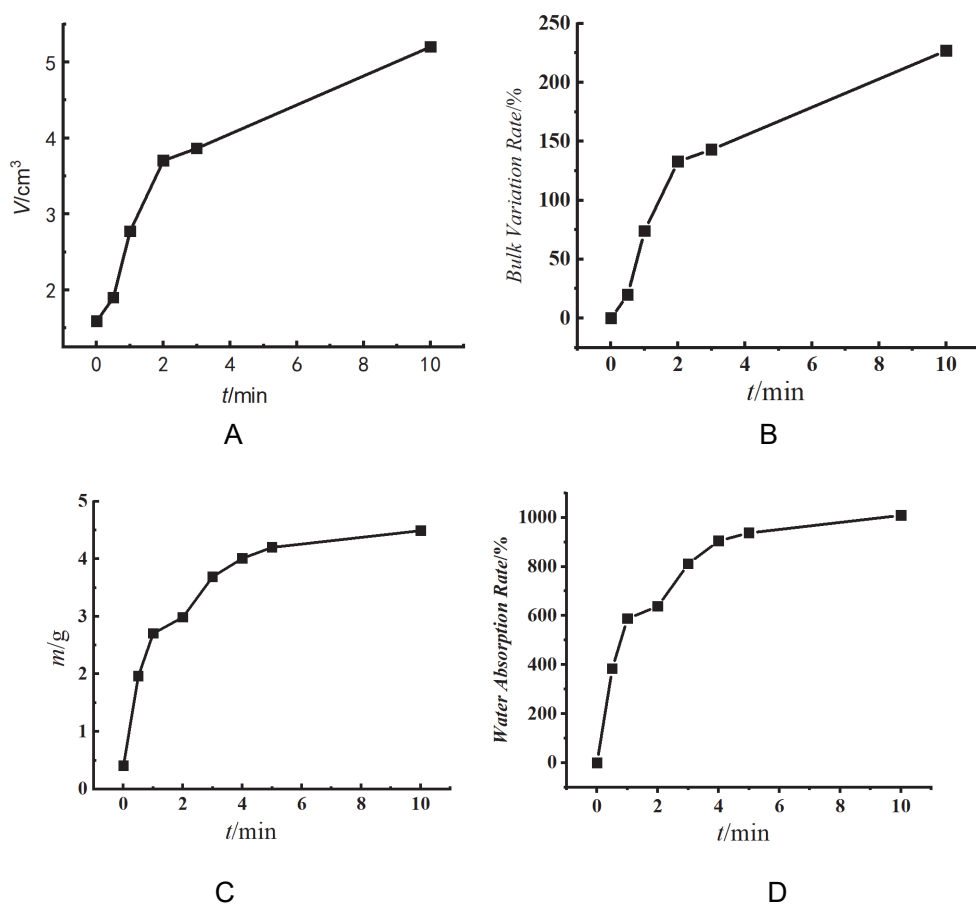 V/cm³
5
4
3
2
0 2 4 6 8 10
t/min
A
Bulk Variation Rate/%
250
200
150
100
50
0
0 2 4 6 8 10
t/min
B
m/g
5
4
3
2
1
0
0 2 4 6 8 10
t/min
C
Water Absorption Rate/%
1000
800
600
400
200
0
0 2 4 6 8 10
t/min
D